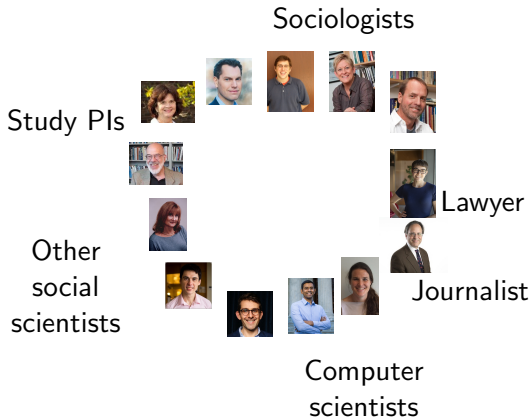 Sociologists
Study PIs
Lawyer
Other
social
scientists
Journalist
Computer
scientists